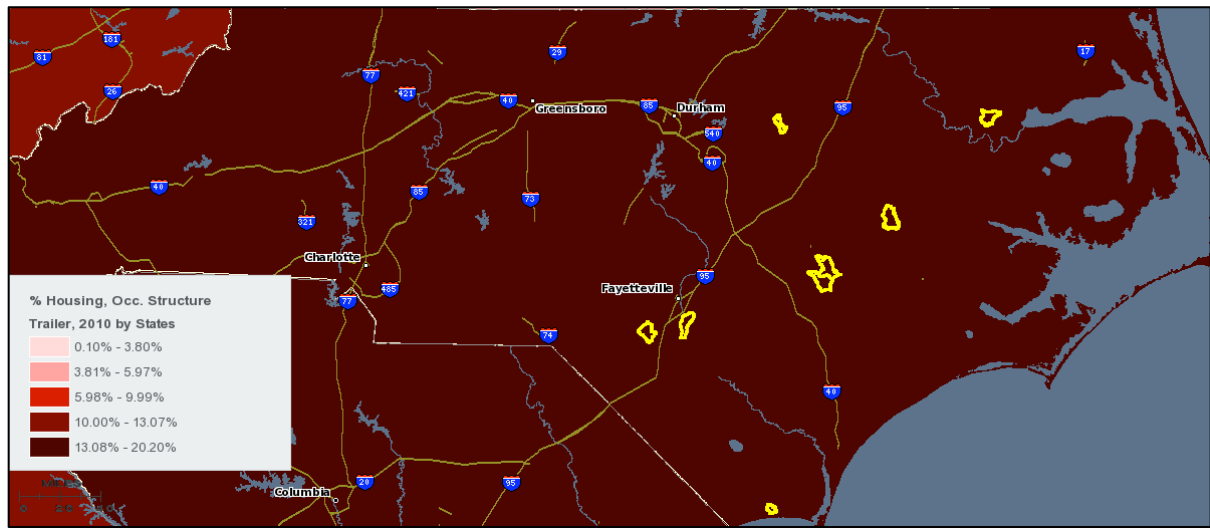 181
81
26
77
421
29
40
Greensboro
85
Durham
540
40
95
17
40
321
85
73
Charlotte
485
77
Fayetteville
95
74
40
% Housing, Occ. Structure
Trailer, 2010 by States
0.10% - 3.80%
3.81% - 5.97%
5.98% - 9.99%
10.00% - 13.07%
13.08% - 20.20%
Columbia
20
95
MILES
0